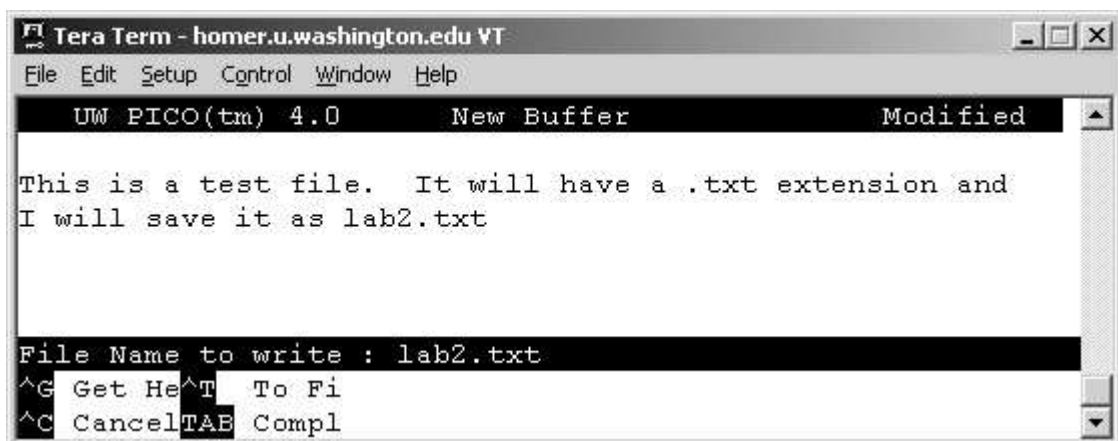 Tera Term - homer.u.washington.edu VT
File Edit Setup Control Window Help
UW PICO(tm) 4.0 New Buffer Modified
This is a test file. It will have a .txt extension and
I will save it as lab2.txt
File Name to write : lab2.txt
^G Get He^T To Fi
^C CancelTAB Compl